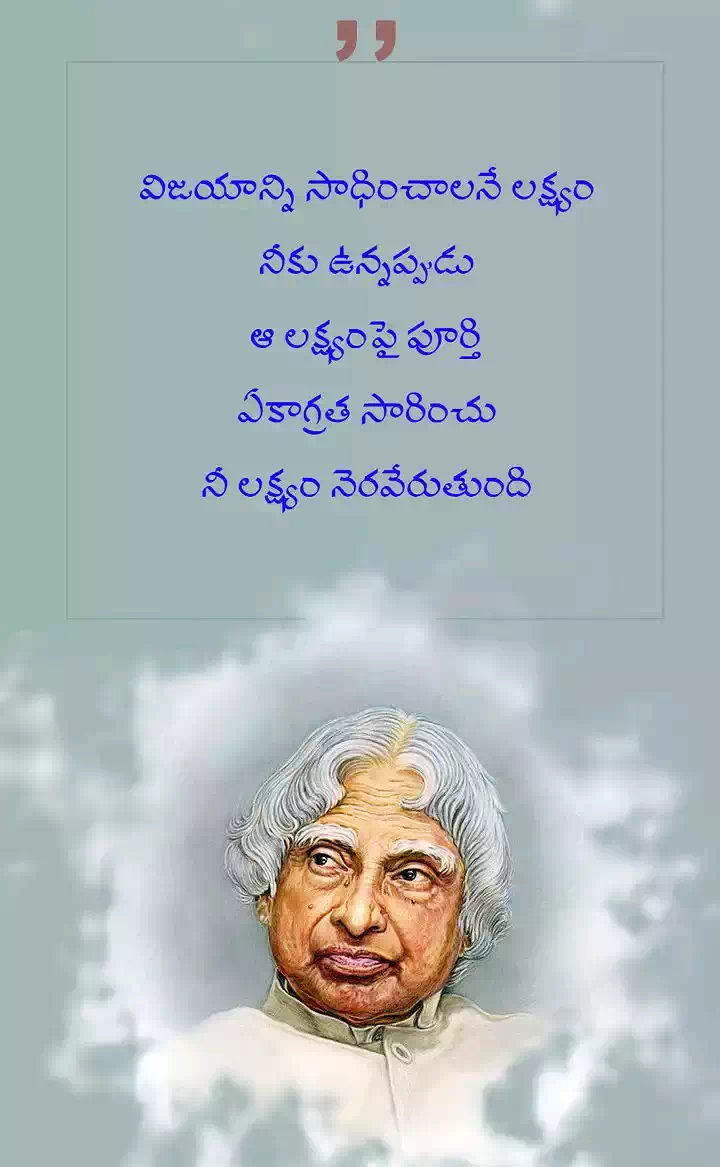 విజయాన్ని సాధించాలనే లక్ష్యం
నీకు ఉన్నప్పుడు
ఆ లక్ష్యంపై పూర్తి
ఏకాగ్రత సారించు
నీ లక్ష్యం నెరవేరుతుంది